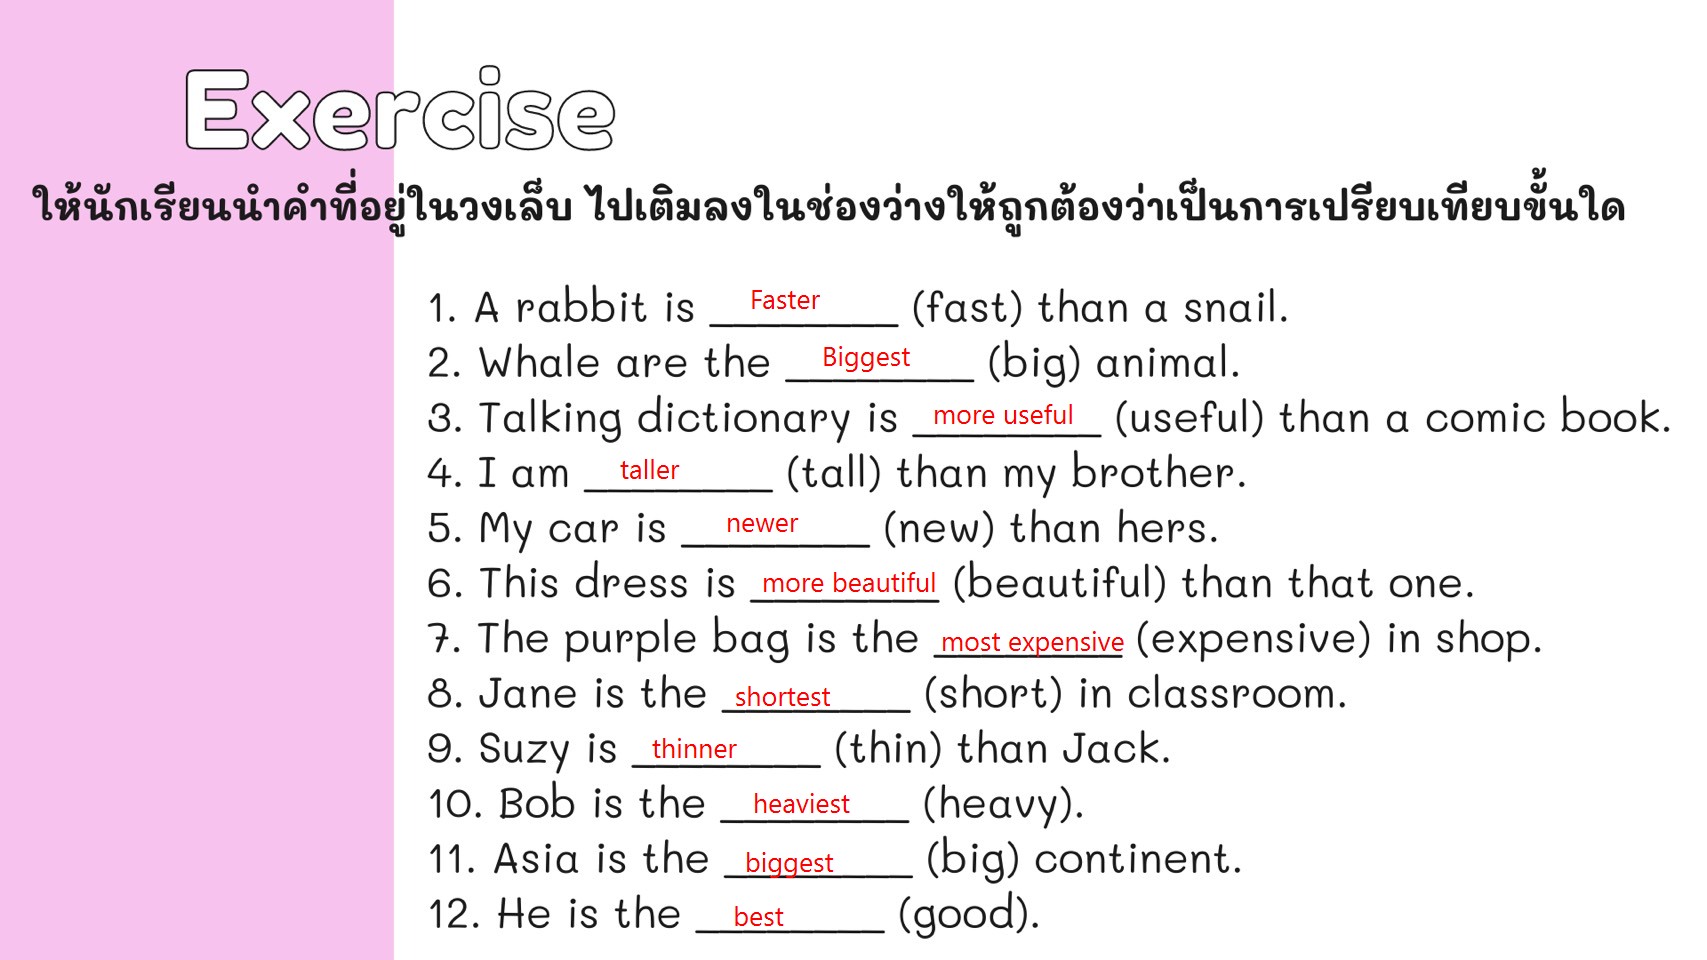 Exercise
ให้นักเรียนนำคำที่อยู่ในวงเล็บ ไปเติมลงในช่องว่างให้ถูกต้องว่าเป็นการเปรียบเทียบขั้นใด
1. A rabbit is Faster (fast) than a snail.
2. Whale are the Biggest (big) animal.
3. Talking dictionary is more useful (useful) than a comic book.
4. I am taller (tall) than my brother.
5. My car is newer (new) than hers.
6. This dress is more beautiful (beautiful) than that one.
7. The purple bag is the most expensive (expensive) in shop.
8. Jane is the shortest (short) in classroom.
9. Suzy is thinner (thin) than Jack.
10. Bob is the heaviest (heavy).
11. Asia is the biggest (big) continent.
12. He is the best (good).